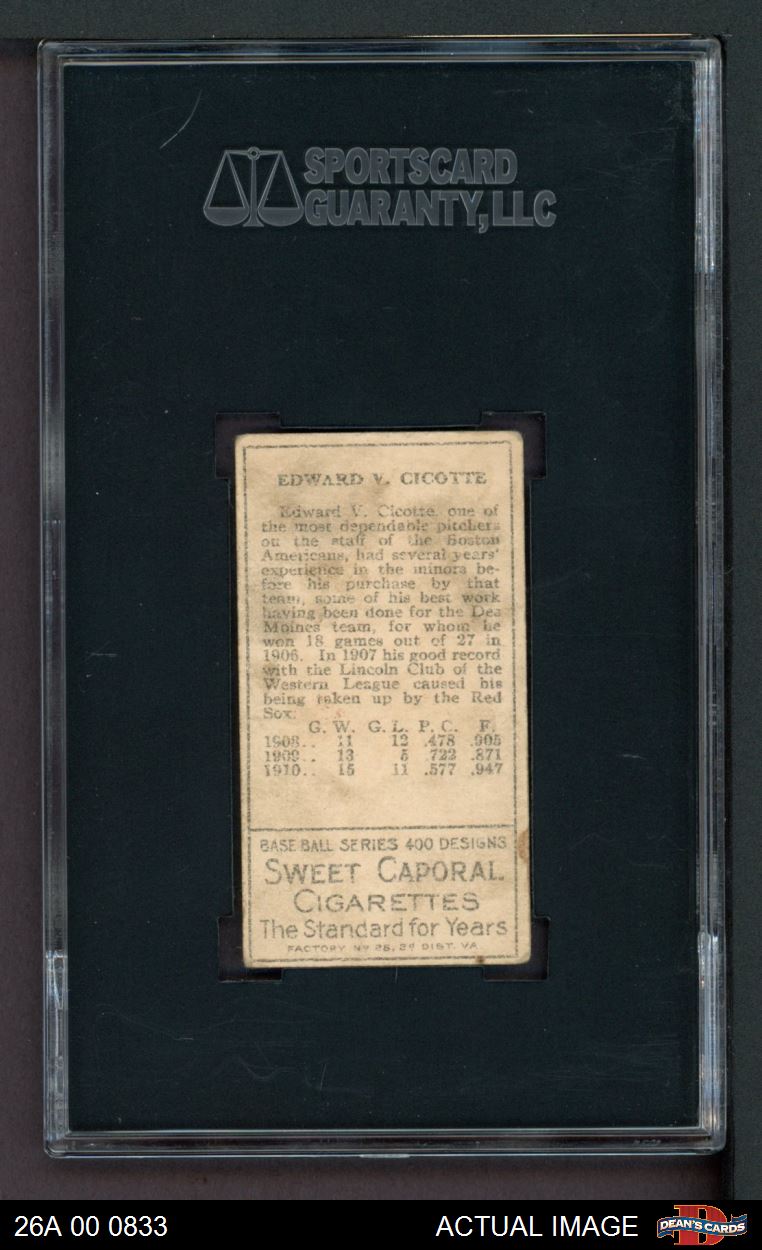 SPORTSCARD
GUARANTY, LLC
EDWARD V. CICOTTE
Edward V. Cicotte, one of
the most dependable pitchers
on the staff of the Boston
Americans, had several years'
experience in the minors be-
fore his purchase by that
team, some of his best work
having been done for the Des
Moines team, for whom he
won 18 games out of 27 in
1906. In 1907 his good record
with the Lincoln Club of the
Western League caused his
being taken up by the Red
Sox.
G. W. G. L. P. C. F.
1908.. 11 12 .478 .905
1909.. 13 5 .722 .871
1910.. 15 11 .577 .947
BASE BALL SERIES 400 DESIGNS
SWEET CAPORAL
CIGARETTES
The Standard for Years
FACTORY Nº 25, 2d DIST. VA.
26A 00 0833 ACTUAL IMAGE DEAN'S CARDS